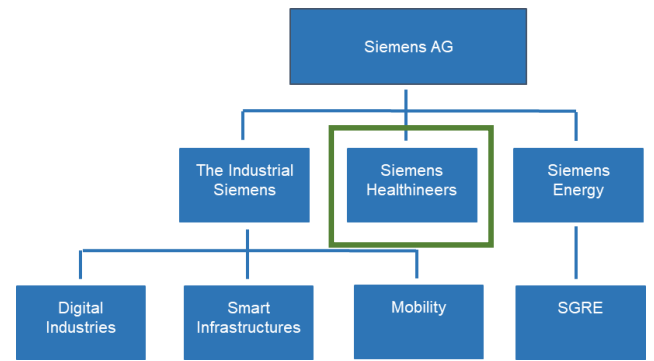 Siemens AG
The Industrial
Siemens
Siemens
Healthineers
Siemens
Energy
Digital
Industries
Smart
Infrastructures
Mobility
SGRE